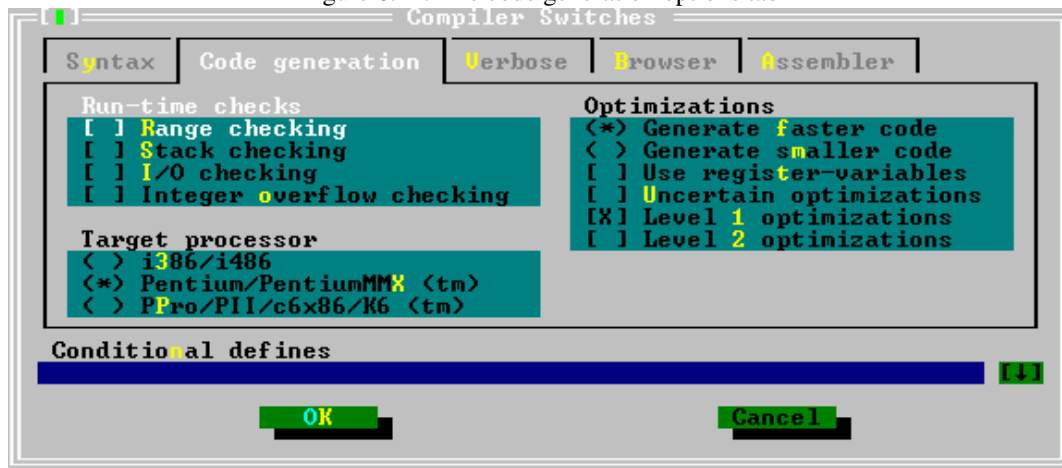 Compiler Switches
Syntax Code generation Verbose Browser Assembler
Run-time checks
[ ] Range checking
[ ] Stack checking
[ ] I/O checking
[ ] Integer overflow checking
Target processor
( ) i386/i486
(*) Pentium/PentiumMMX (tm)
( ) PPro/PII/c6x86/K6 (tm)
Optimizations
(*) Generate faster code
( ) Generate smaller code
[ ] Use register-variables
[ ] Uncertain optimizations
[X] Level 1 optimizations
[ ] Level 2 optimizations
Conditional defines
[↓]
OK Cancel